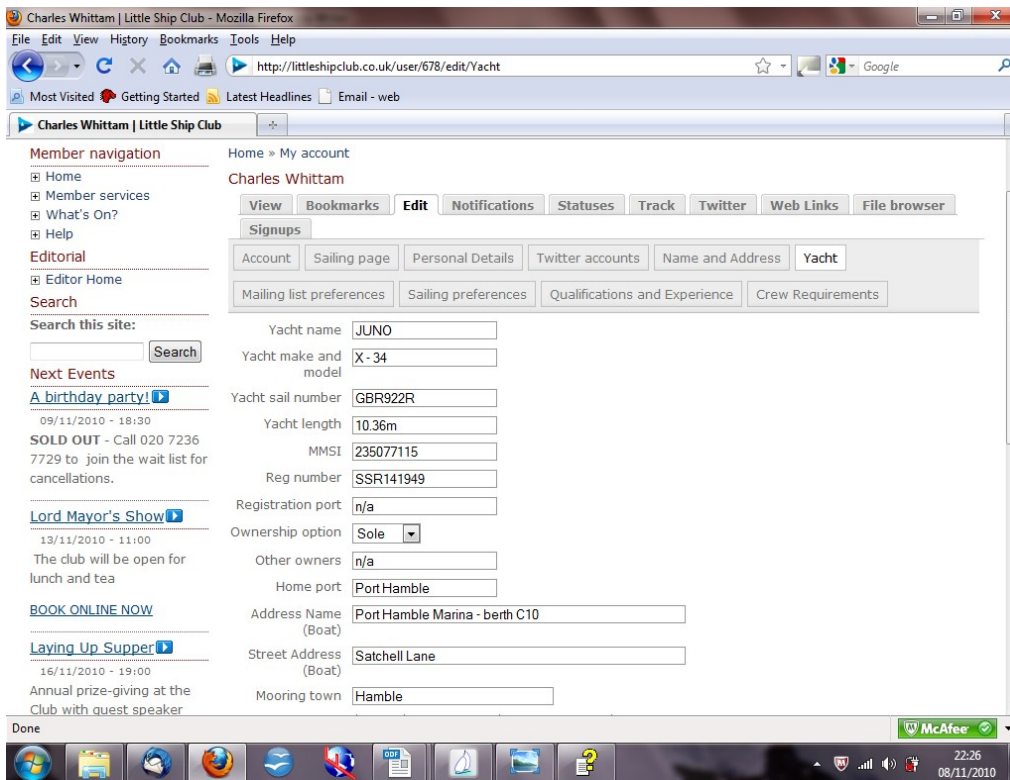 Charles Whittam | Little Ship Club - Mozilla Firefox
File Edit View History Bookmarks Tools Help
http://littleshipclub.co.uk/user/678/edit/Yacht
Google
Most Visited Getting Started Latest Headlines Email - web
Charles Whittam | Little Ship Club
Member navigation
Home
Member services
What's On?
Help
Editorial
Editor Home
Search
Search this site:
Search
Next Events
A birthday party!
09/11/2010 - 18:30
SOLD OUT - Call 020 7236
7729 to join the wait list for
cancellations.
Lord Mayor's Show
13/11/2010 - 11:00
The club will be open for
lunch and tea
BOOK ONLINE NOW
Laying Up Supper
16/11/2010 - 19:00
Annual prize-giving at the
Club with guest speaker
Home » My account
Charles Whittam
View Bookmarks Edit Notifications Statuses Track Twitter Web Links File browser
Signups
Account Sailing page Personal Details Twitter accounts Name and Address Yacht
Mailing list preferences Sailing preferences Qualifications and Experience Crew Requirements
Yacht name JUNO
Yacht make and X - 34
model
Yacht sail number GBR922R
Yacht length 10.36m
MMSI 235077115
Reg number SSR141949
Registration port n/a
Ownership option Sole
Other owners n/a
Home port Port Hamble
Address Name Port Hamble Marina - berth C10
(Boat)
Street Address Satchell Lane
(Boat)
Mooring town Hamble
Done
McAfee
ODF
22:26
08/11/2010